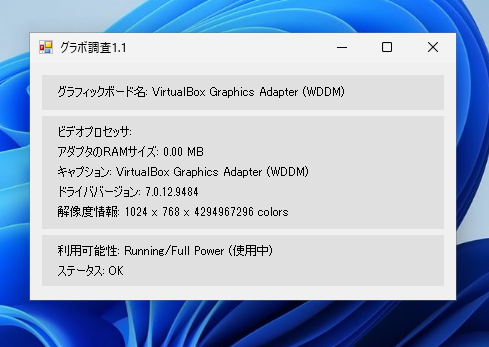 グラボ調査1.1
グラフィックボード名: VirtualBox Graphics Adapter (WDDM)
ビデオプロセッサ:
アダプタのRAMサイズ: 0.00 MB
キャプション: VirtualBox Graphics Adapter (WDDM)
ドライババージョン: 7.0.12.9484
解像度情報: 1024 x 768 x 4294967296 colors
利用可能性: Running/Full Power (使用中)
ステータス: OK